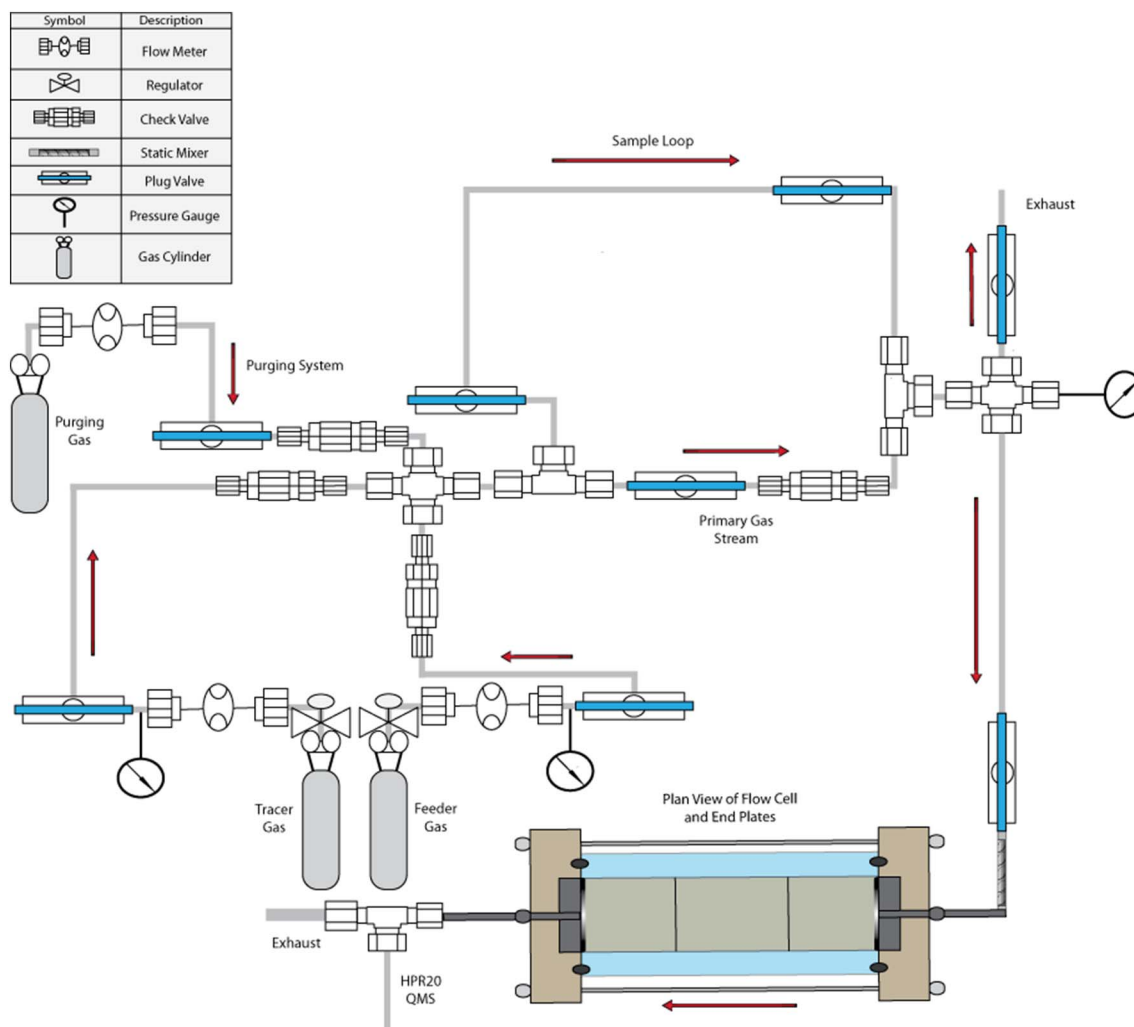 Symbol Description
Flow Meter
Regulator
Check Valve
Static Mixer
Plug Valve
Pressure Gauge
Gas Cylinder
Sample Loop
Exhaust
Purging System
Purging
Gas
Primary Gas
Stream
Tracer
Gas
Feeder
Gas
Plan View of Flow Cell
and End Plates
Exhaust
HPR20
QMS